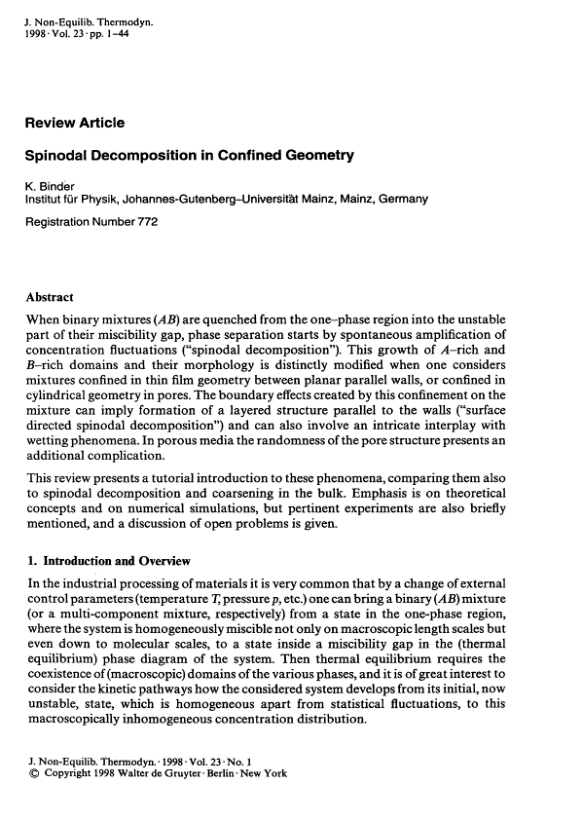 J. Non-Equilib. Thermodyn.
1998 · Vol. 23 · pp. 1–44
Review Article
Spinodal Decomposition in Confined Geometry
K. Binder
Institut für Physik, Johannes-Gutenberg–Universität Mainz, Mainz, Germany
Registration Number 772
Abstract
When binary mixtures (AB) are quenched from the one–phase region into the unstable
part of their miscibility gap, phase separation starts by spontaneous amplification of
concentration fluctuations (“spinodal decomposition”). This growth of A–rich and
B–rich domains and their morphology is distinctly modified when one considers
mixtures confined in thin film geometry between planar parallel walls, or confined in
cylindrical geometry in pores. The boundary effects created by this confinement on the
mixture can imply formation of a layered structure parallel to the walls (“surface
directed spinodal decomposition”) and can also involve an intricate interplay with
wetting phenomena. In porous media the randomness of the pore structure presents an
additional complication.
This review presents a tutorial introduction to these phenomena, comparing them also
to spinodal decomposition and coarsening in the bulk. Emphasis is on theoretical
concepts and on numerical simulations, but pertinent experiments are also briefly
mentioned, and a discussion of open problems is given.
1. Introduction and Overview
In the industrial processing of materials it is very common that by a change of external
control parameters (temperature T, pressure p, etc.) one can bring a binary (AB) mixture
(or a multi-component mixture, respectively) from a state in the one-phase region,
where the system is homogeneously miscible not only on macroscopic length scales but
even down to molecular scales, to a state inside a miscibility gap in the (thermal
equilibrium) phase diagram of the system. Then thermal equilibrium requires the
coexistence of (macroscopic) domains of the various phases, and it is of great interest to
consider the kinetic pathways how the considered system develops from its initial, now
unstable, state, which is homogeneous apart from statistical fluctuations, to this
macroscopically inhomogeneous concentration distribution.
J. Non-Equilib. Thermodyn. · 1998 · Vol. 23 · No. 1
© Copyright 1998 Walter de Gruyter · Berlin · New York